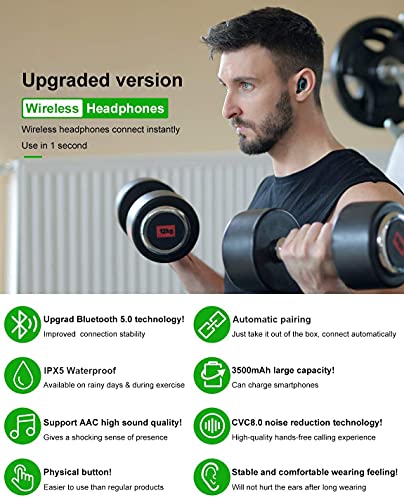 Upgraded version
Wireless Headphones
Wireless headphones connect instantly
Use in 1 second
12kg
Upgrad Bluetooth 5.0 technology!
Improved connection stability
Automatic pairing
Just take it out of the box, connect automatically
IPX5 Waterproof
Available on rainy days & during exercise
3500mAh large capacity!
Can charge smartphones
Support AAC high sound quality!
Gives a shocking sense of presence
CVC8.0 noise reduction technology!
High-quality hands-free calling experience
Physical button!
Easier to use than regular products
Stable and comfortable wearing feeling!
Will not hurt the ears after long wearing